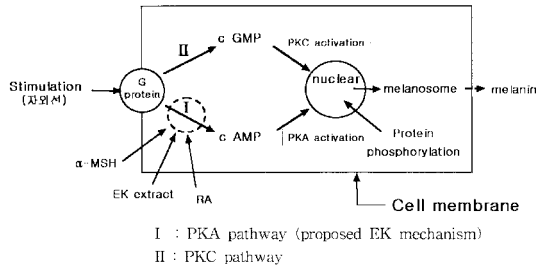 II
c GMP
PKC activation
G
protein
Stimulation
(자외선)
nuclear
melanosome
melanin
I
c AMP
PKA activation
Protein
phosphorylation
α-MSH
EK extract
RA
Cell membrane
I : PKA pathway (proposed EK mechanism)
II : PKC pathway